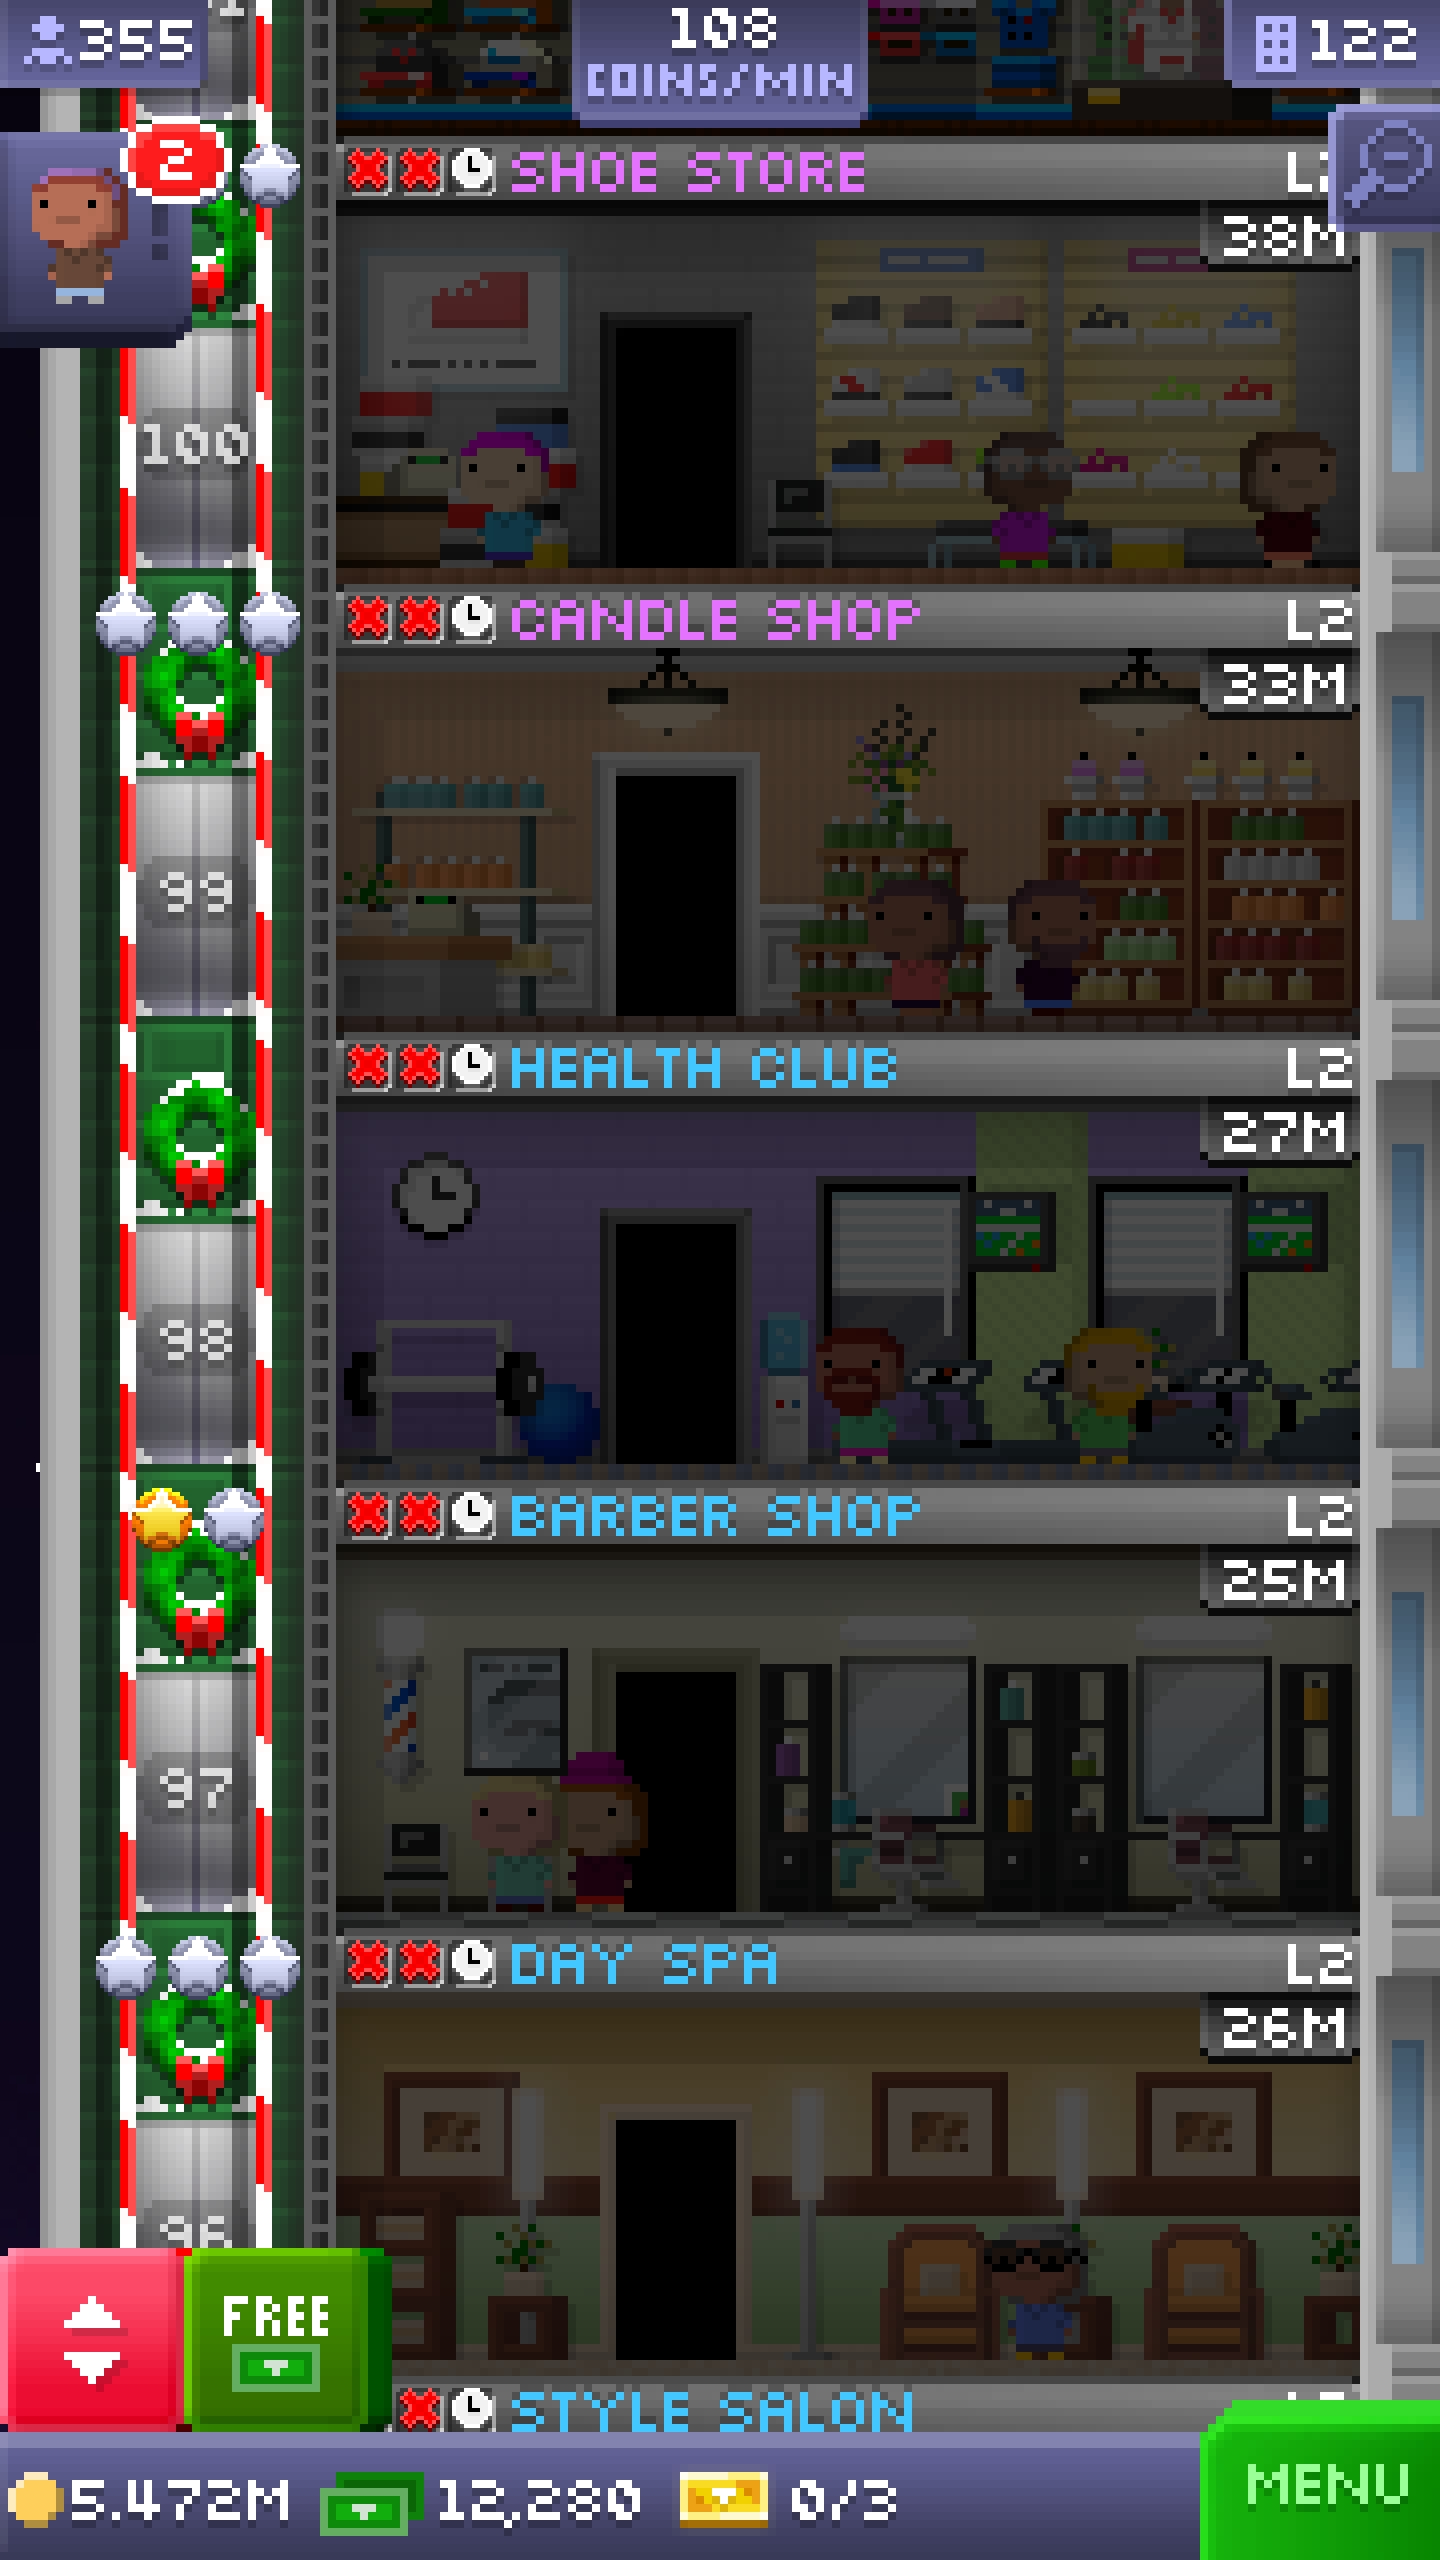 355
108
COINS/MIN
122
2
SHOE STORE
38M
100
CANDLE SHOP L2
33M
99
HEALTH CLUB L2
27M
98
BARBER SHOP L2
25M
97
DAY SPA L2
26M
96
FREE
STYLE SALON
5.472M 12,280 0/3
MENU